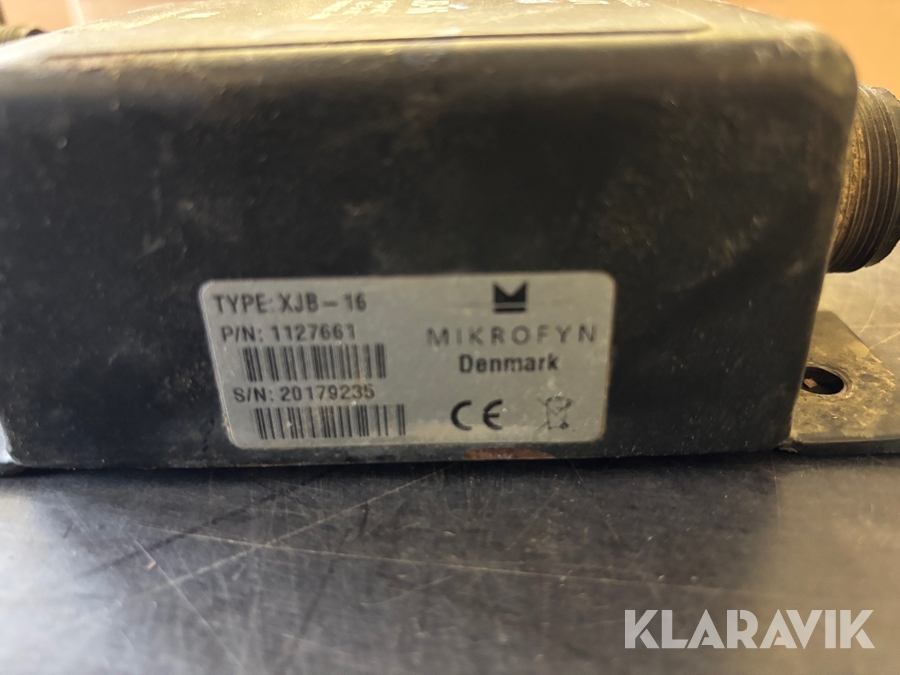 TYPE: XJB-16
P/N: 1127661
S/N: 20179235
MIKROFYN
Denmark
CE
KLARAVIK